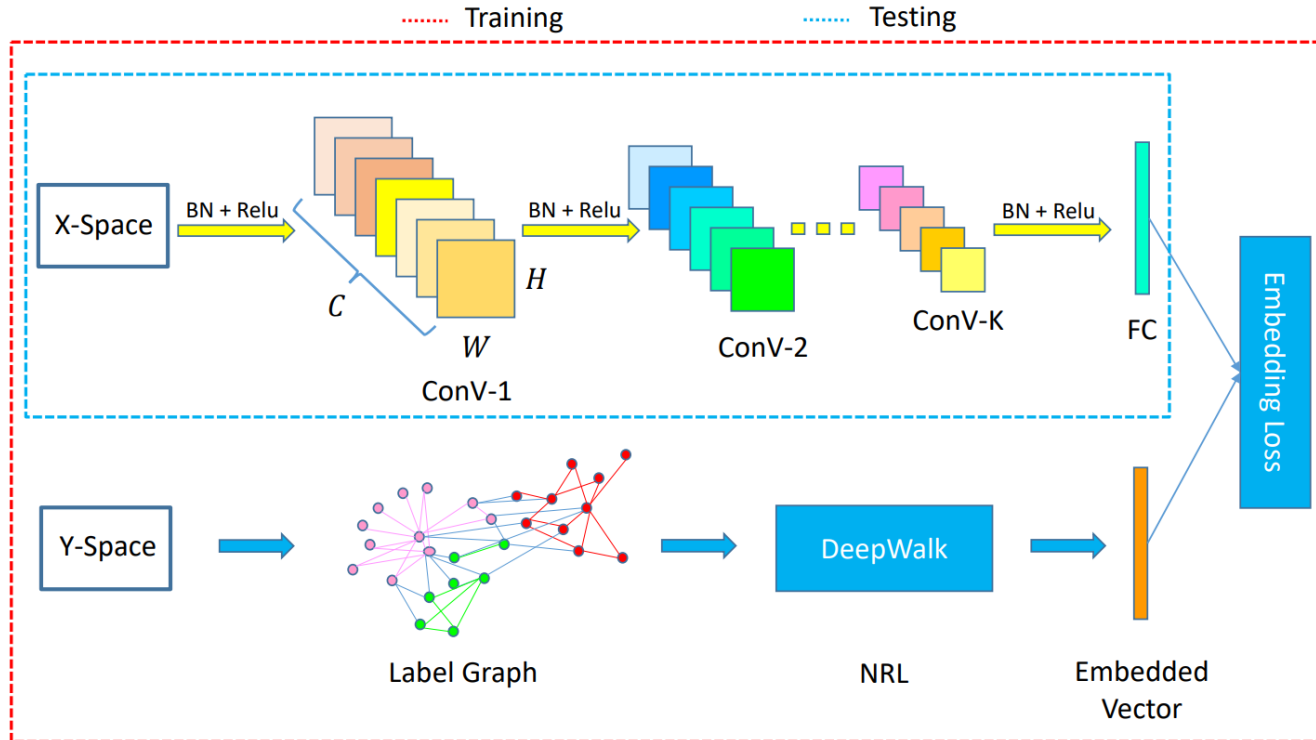 Training
Testing
X-Space
BN + Relu
C
H
W
ConV-1
BN + Relu
ConV-2
ConV-K
BN + Relu
FC
Embedding Loss
Y-Space
Label Graph
DeepWalk
NRL
Embedded
Vector